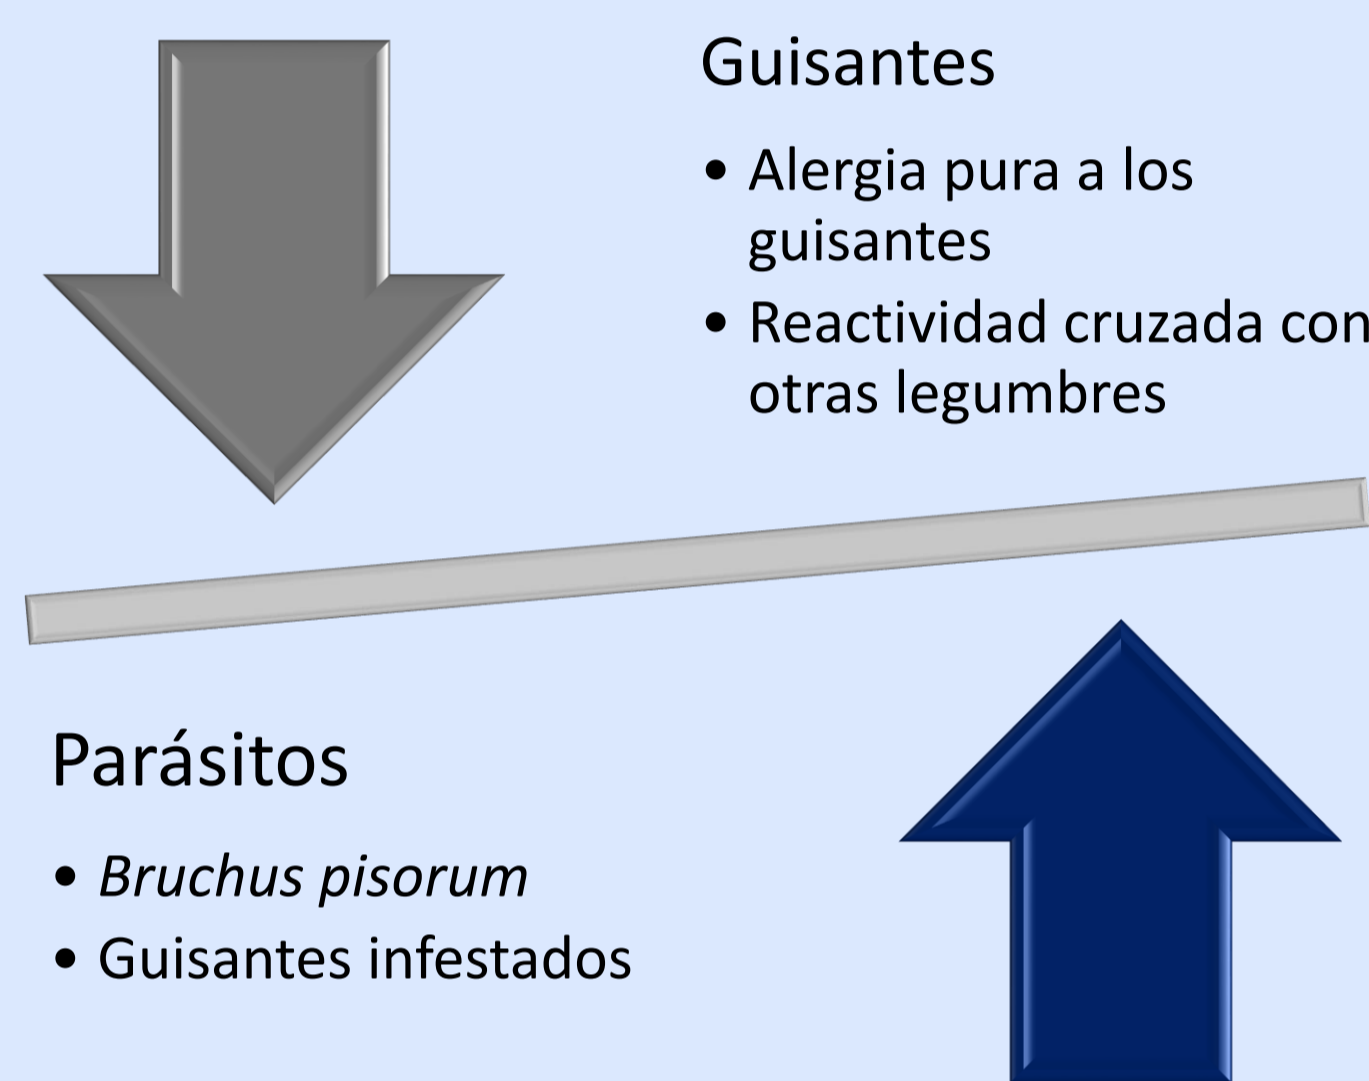 Guisantes
• Alergia pura a los
guisantes
• Reactividad cruzada con
otras legumbres
Parásitos
• Bruchus pisorum
• Guisantes infestados